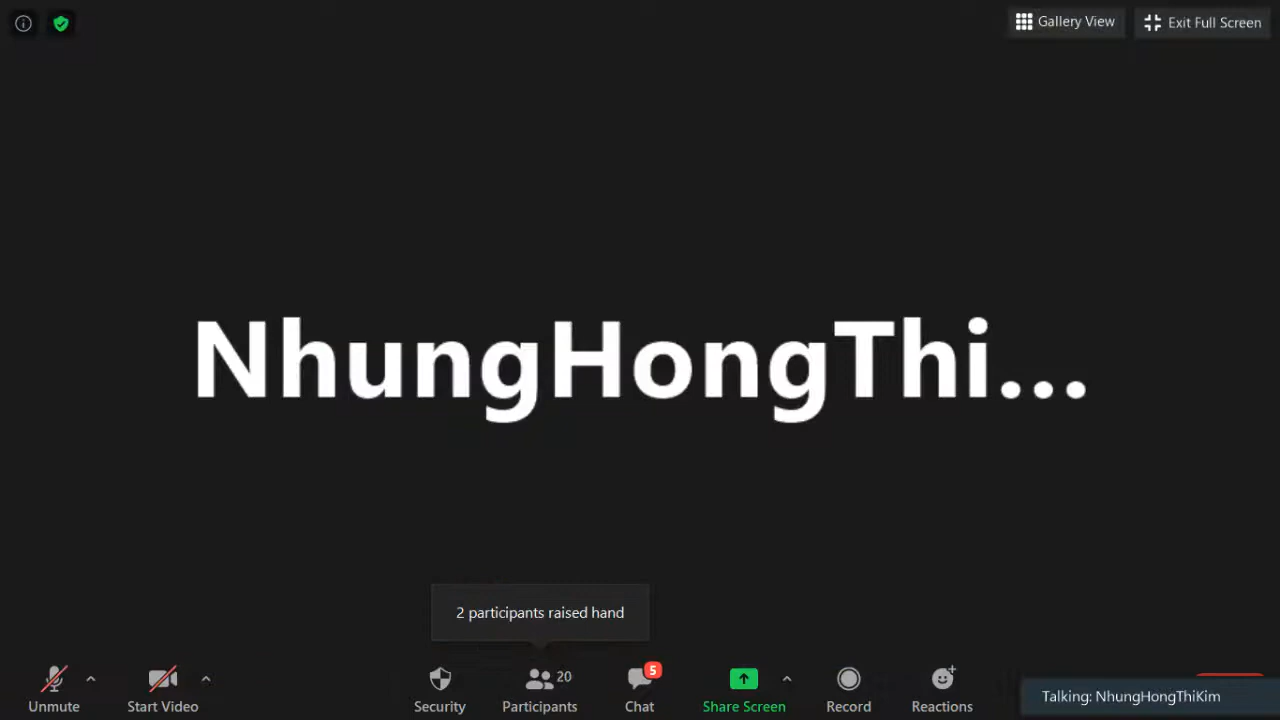 Gallery View
Exit Full Screen
NhungHongThi...
2 participants raised hand
Unmute
Start Video
Security
Participants 20
Chat 5
Share Screen
Record
Reactions
Talking: NhungHongThiKim